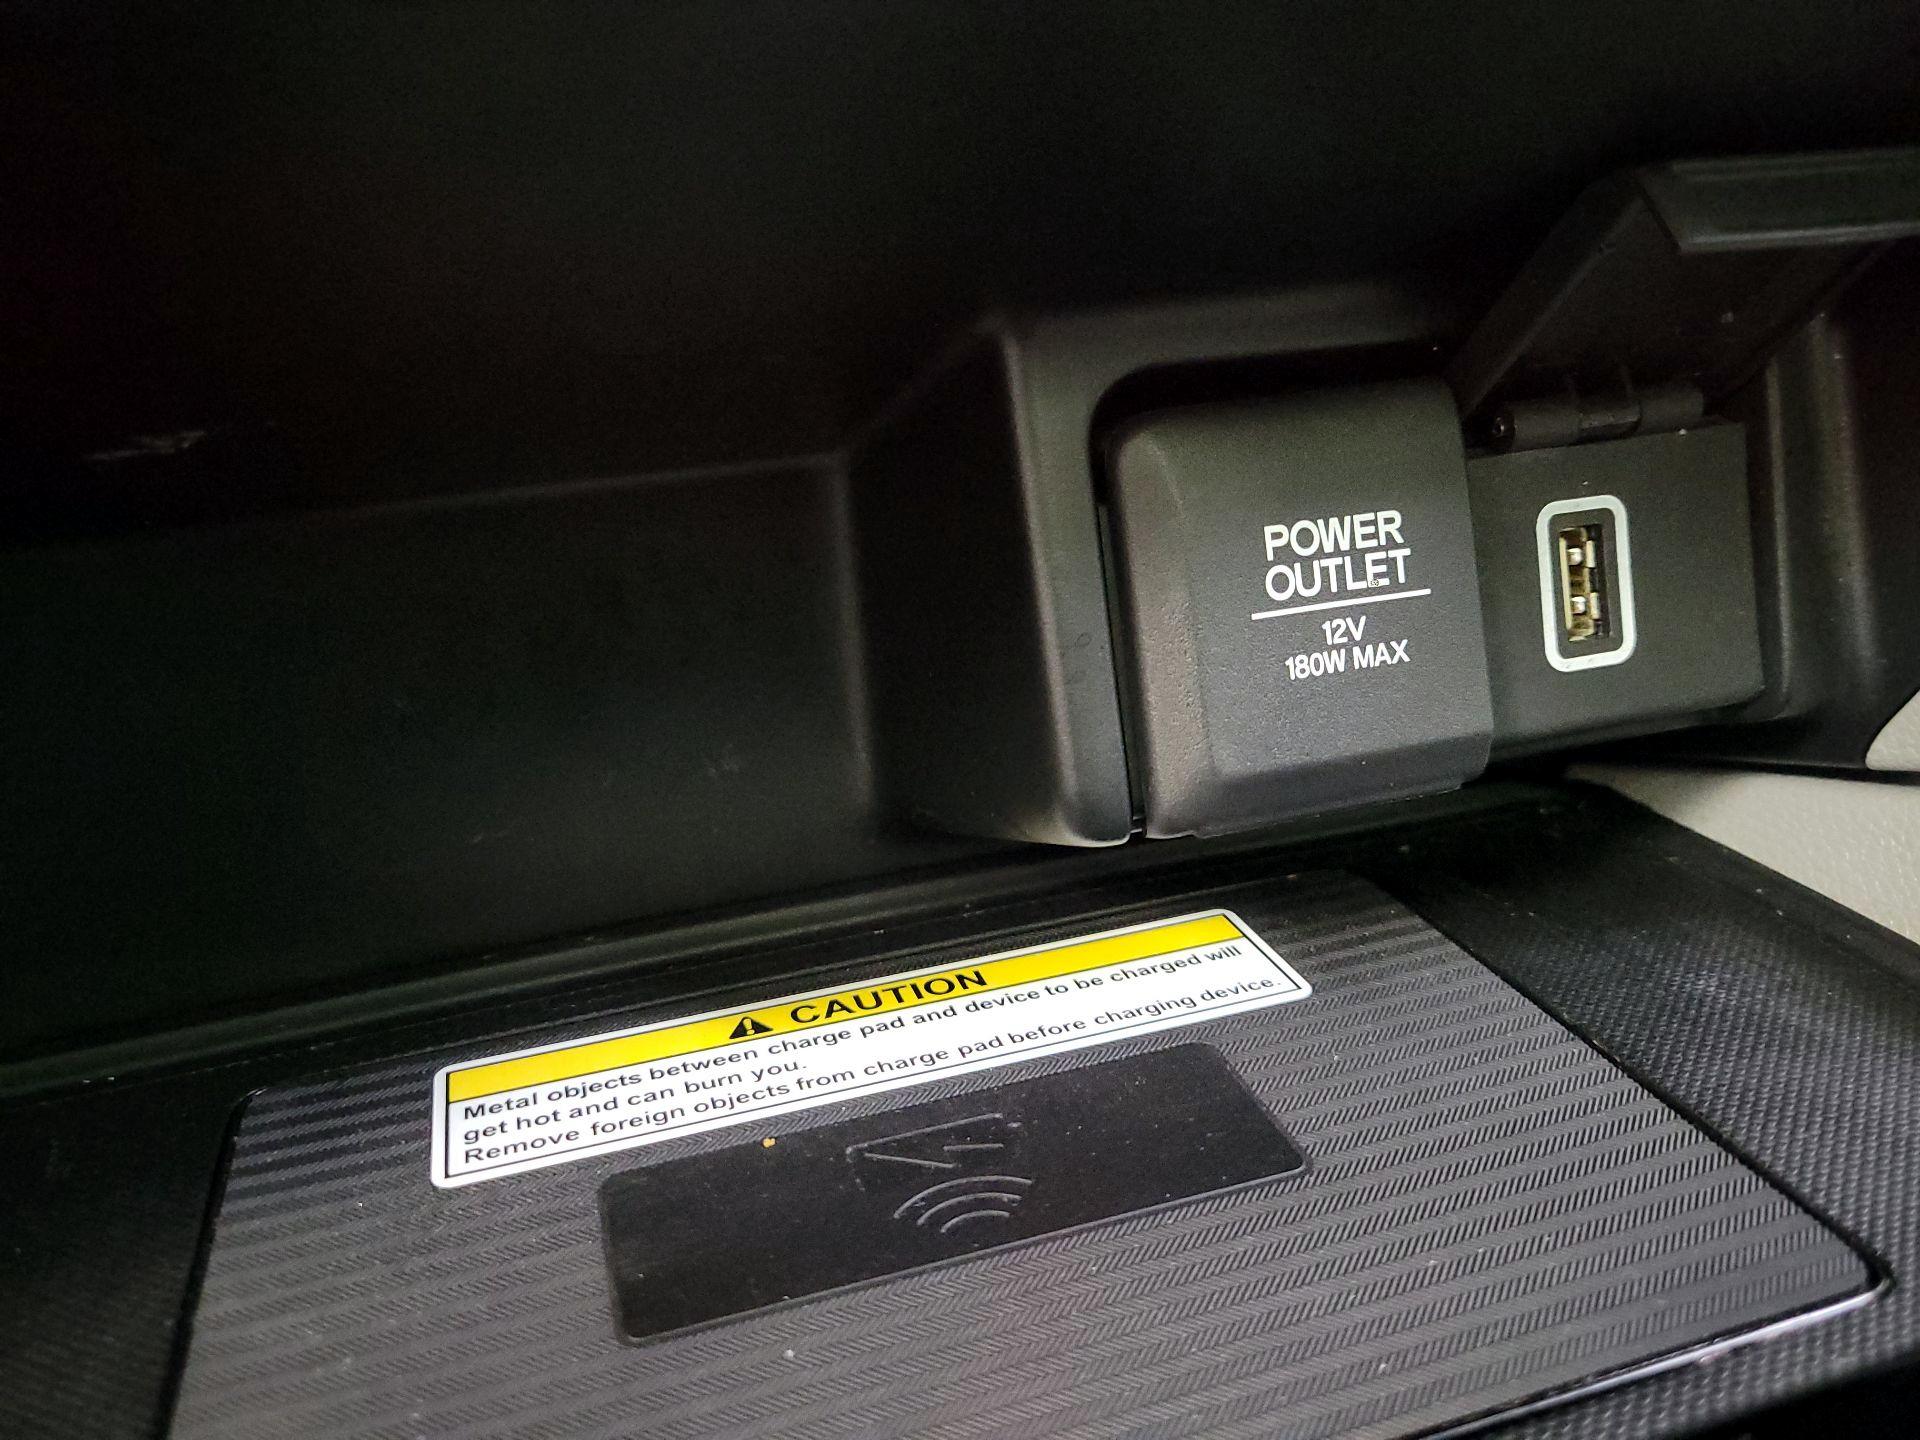 POWER
OUTLET
12V
180W MAX
CAUTION
Metal objects between charge pad and device to be charged will
get hot and can burn you.
Remove foreign objects from charge pad before charging device.